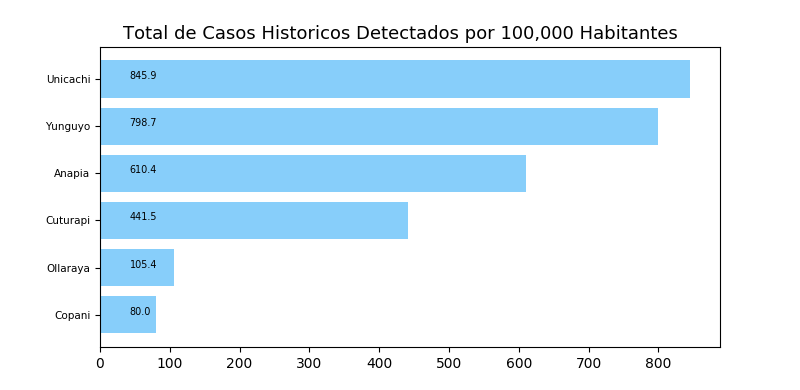 Total de Casos Historicos Detectados por 100,000 Habitantes
Unicachi 845.9
Yunguyo 798.7
Anapia 610.4
Cuturapi 441.5
Ollaraya 105.4
Copani 80.0
0 100 200 300 400 500 600 700 800